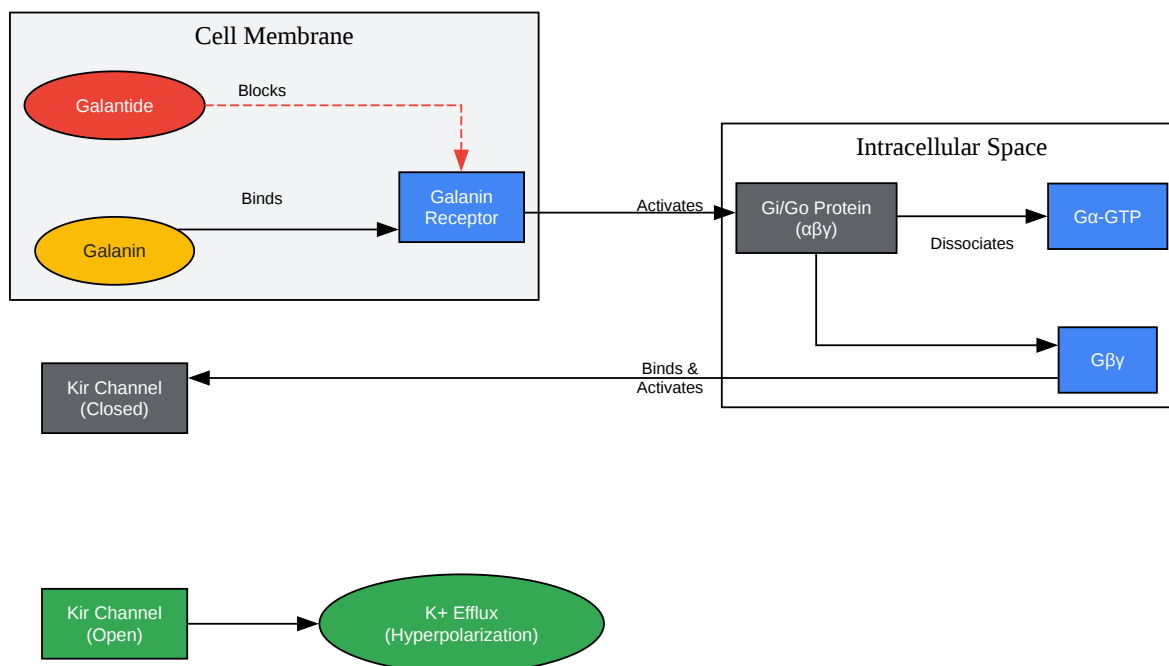 Cell Membrane
Galantide
Blocks
Galanin
Receptor
Binds
Galanin
Activates
Intracellular Space
Gi/Go Protein
(αβγ)
Dissociates
Gα-GTP
Gβγ
Binds &
Activates
Kir Channel
(Closed)
Kir Channel
(Open)
K+ Efflux
(Hyperpolarization)